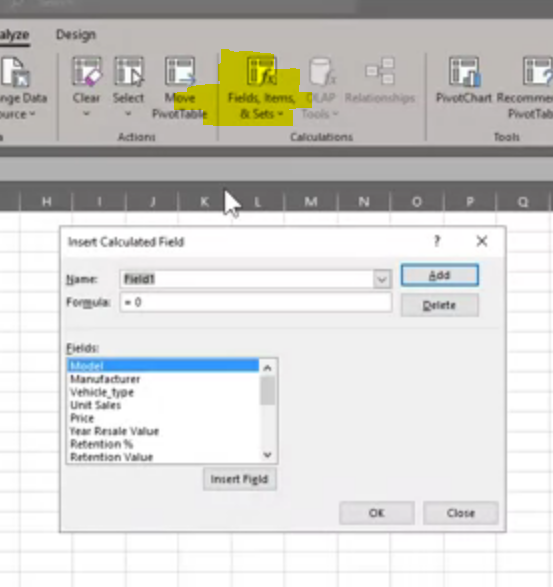 alyze Design
nge Data Clear Select Move Fields, Items, OLAP Relationships PivotChart Recomme
ource PivotTable & Sets Tools PivotTab
Actions Calculations Tools
H I J K L M N O P Q
Insert Calculated Field ? ×
Name: Field1 Add
Formula: = 0 Delete
Fields:
Model
Manufacturer
Vehicle_type
Unit Sales
Price
Year Resale Value
Retention %
Retention Value
Insert Field
OK Close